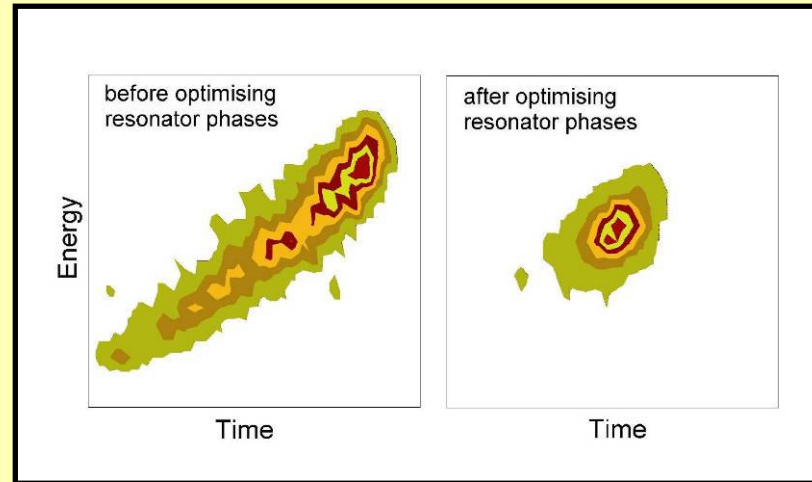 before optimising
resonator phases
after optimising
resonator phases
Energy
Time
Time